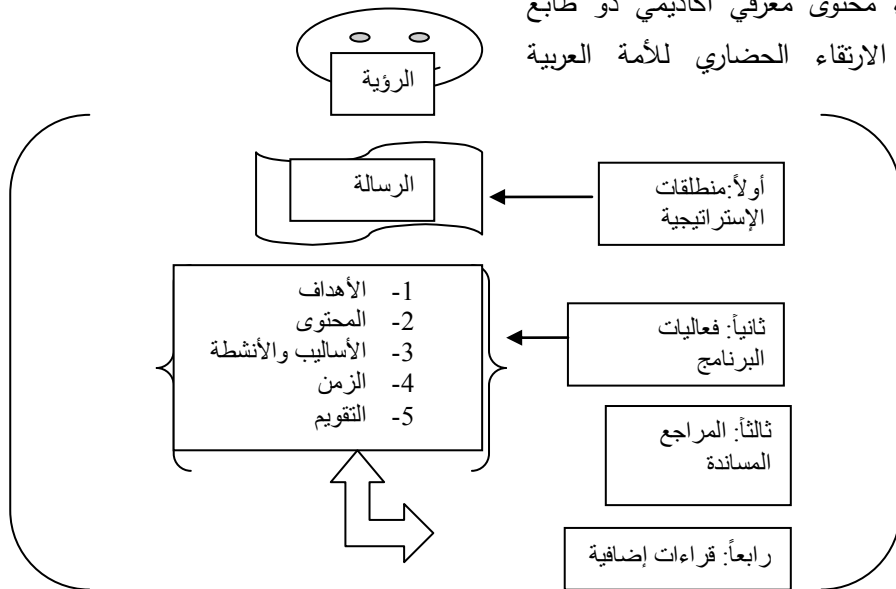 محتوى معرفي أكاديمي ذو طابع
الارتقاء الحضاري للأمة العربية
الرؤية
الرسالة
أولاً:منطلقات
الإستراتيجية
1- الأهداف
2- المحتوى
3- الأساليب والأنشطة
4- الزمن
5- التقويم
ثانياً: فعاليات
البرنامج
ثالثاً: المراجع
المساندة
رابعاً: قراءات إضافية